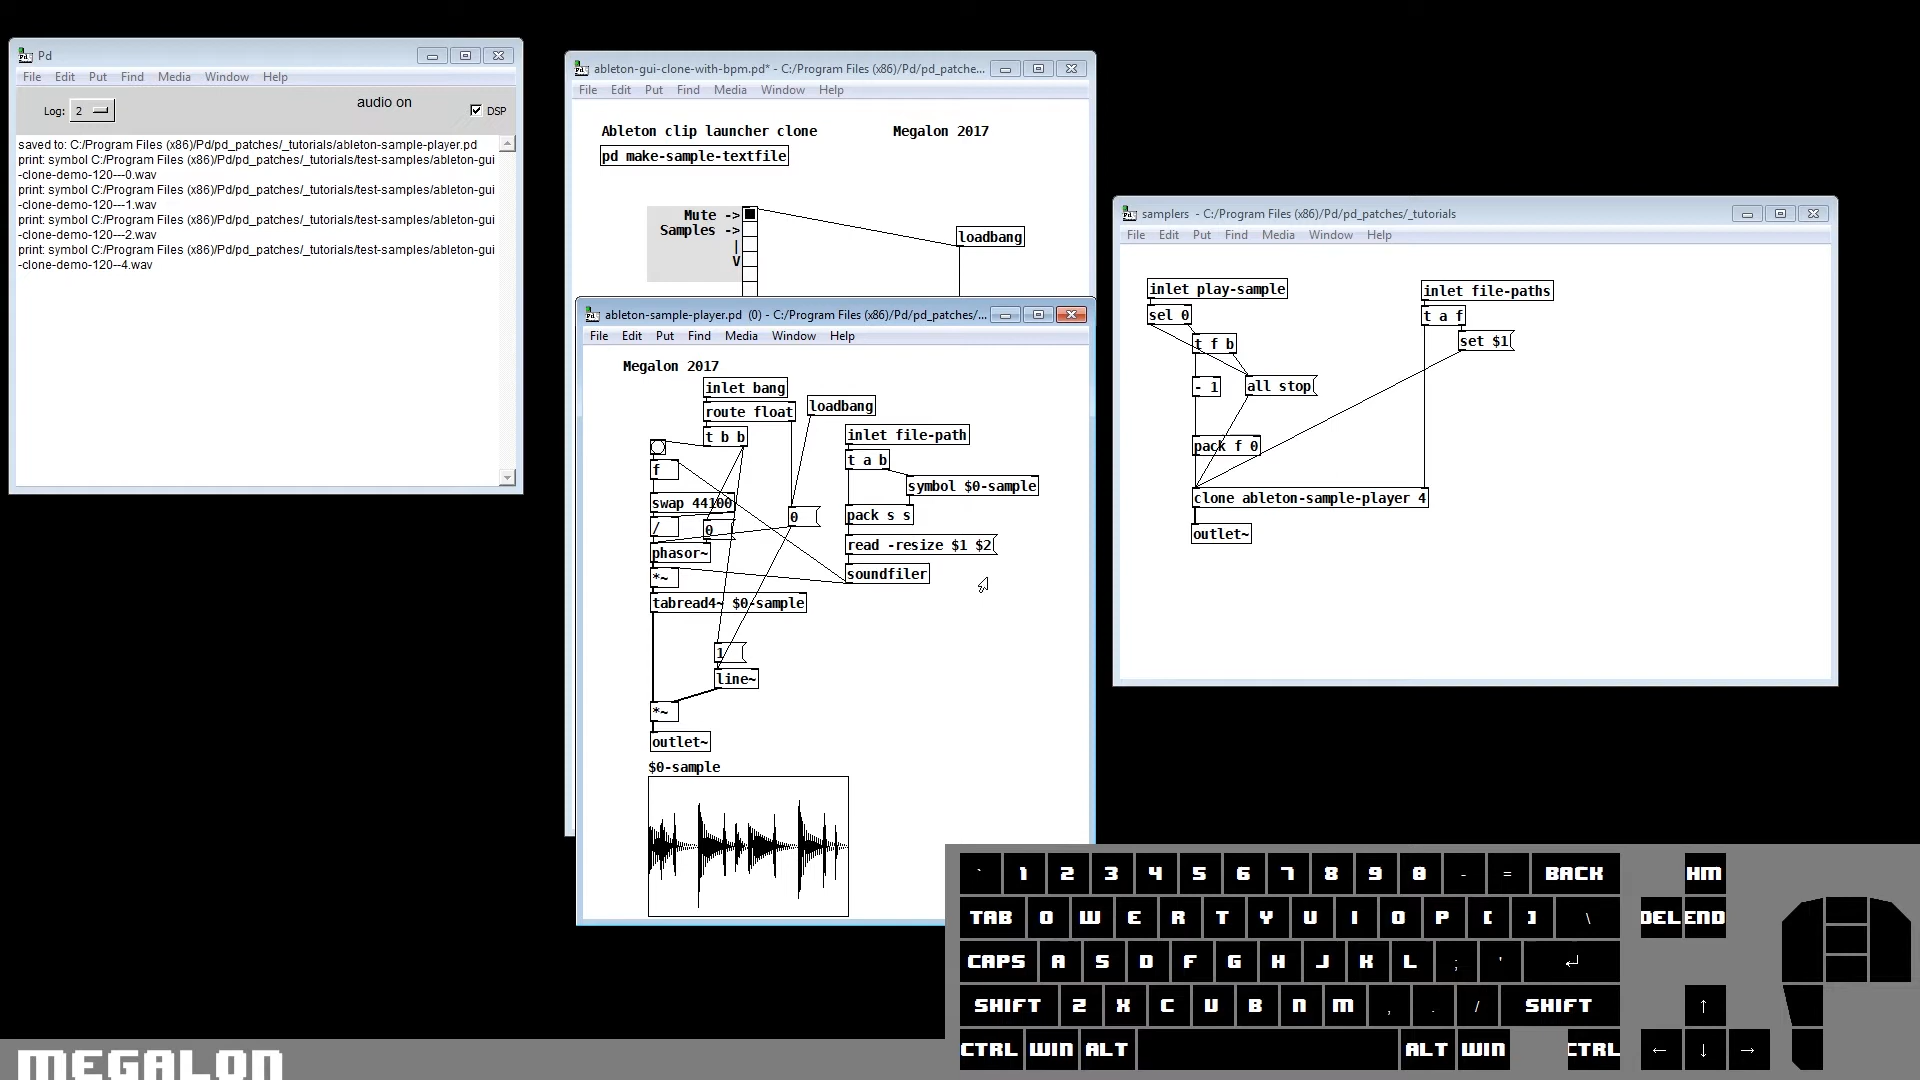 Pd
File Edit Put Find Media Window Help
Log: 2
audio on
DSP
saved to: C:/Program Files (x86)/Pd/pd_patches/_tutorials/ableton-sample-player.pd
print: symbol C:/Program Files (x86)/Pd/pd_patches/_tutorials/test-samples/ableton-gui
-clone-demo-120---0.wav
print: symbol C:/Program Files (x86)/Pd/pd_patches/_tutorials/test-samples/ableton-gui
-clone-demo-120---1.wav
print: symbol C:/Program Files (x86)/Pd/pd_patches/_tutorials/test-samples/ableton-gui
-clone-demo-120---2.wav
print: symbol C:/Program Files (x86)/Pd/pd_patches/_tutorials/test-samples/ableton-gui
-clone-demo-120--4.wav
ableton-gui-clone-with-bpm.pd* - C:/Program Files (x86)/Pd/pd_patche...
File Edit Put Find Media Window Help
Ableton clip launcher clone
Megalon 2017
pd make-sample-textfile
Mute ->
Samples ->
|
V
loadbang
ableton-sample-player.pd (0) - C:/Program Files (x86)/Pd/pd_patches/...
File Edit Put Find Media Window Help
Megalon 2017
inlet bang
route float
t b b
loadbang
inlet file-path
t a b
symbol $0-sample
pack s s
read -resize $1 $2
soundfiler
f
swap 44100
/
0
0
phasor~
*~
tabread4~ $0-sample
1
line~
*~
outlet~
$0-sample
samplers - C:/Program Files (x86)/Pd/pd_patches/_tutorials
File Edit Put Find Media Window Help
inlet play-sample
sel 0
t f b
- 1
all stop
pack f 0
inlet file-paths
t a f
set $1
clone ableton-sample-player 4
outlet~
` 1 2 3 4 5 6 7 8 9 0 - = BACK HM
TAB Q W E R T Y U I O P [ ] \ DEL END
CAPS A S D F G H J K L ; ' ↵
SHIFT Z X C V B N M , . / SHIFT ↑
CTRL WIN ALT ALT WIN CTRL ← ↓ →
MEGALON